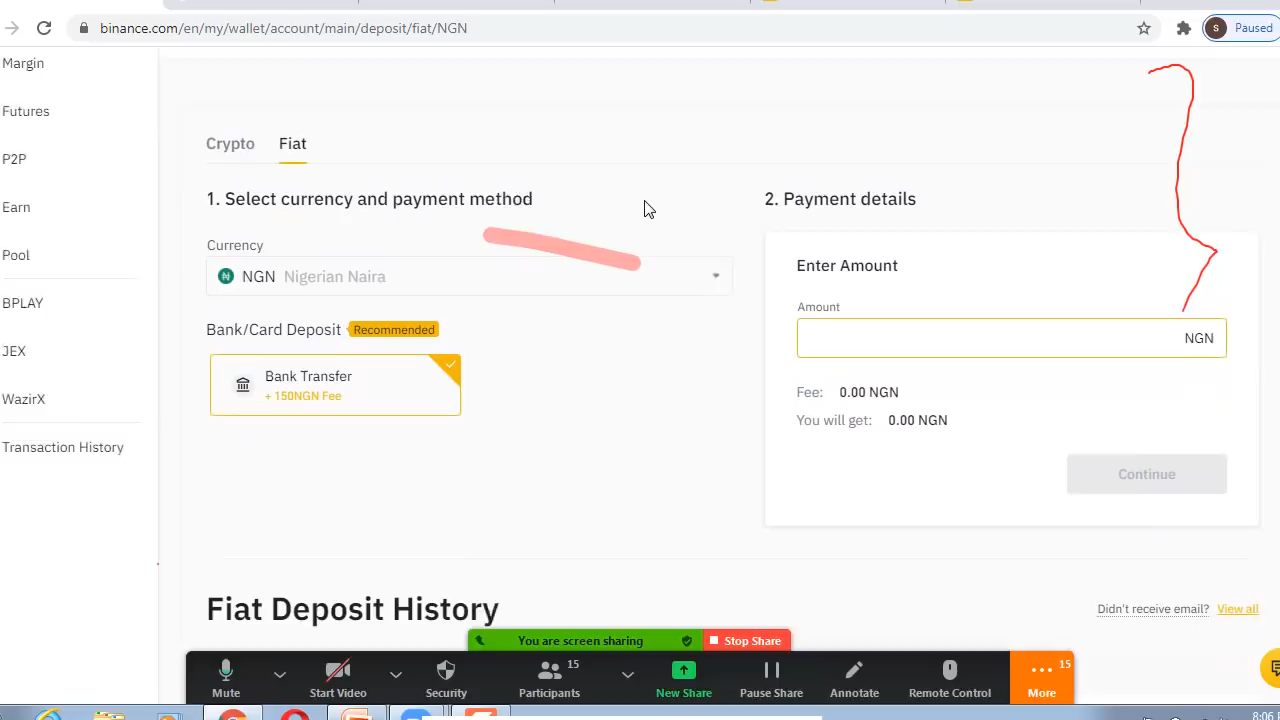 binance.com/en/my/wallet/account/main/deposit/fiat/NGN
S Paused
Margin
Futures
P2P
Earn
Pool
BPLAY
JEX
WazirX
Transaction History
Crypto Fiat
1. Select currency and payment method
Currency
NGN Nigerian Naira
Bank/Card Deposit Recommended
Bank Transfer
+ 150NGN Fee
2. Payment details
Enter Amount
Amount
NGN
Fee: 0.00 NGN
You will get: 0.00 NGN
Continue
Fiat Deposit History
Didn't receive email? View all
You are screen sharing Stop Share
15 15
Mute Start Video Security Participants New Share Pause Share Annotate Remote Control More